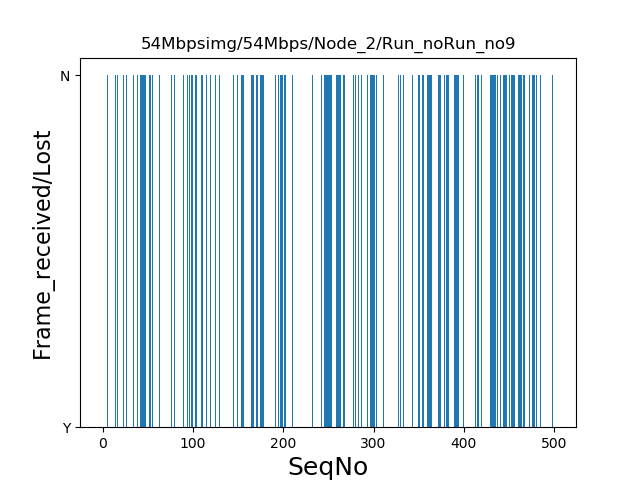 54Mbpsimg/54Mbps/Node_2/Run_noRun_no9
N
Frame_received/Lost
Y
0 100 200 300 400 500
SeqNo